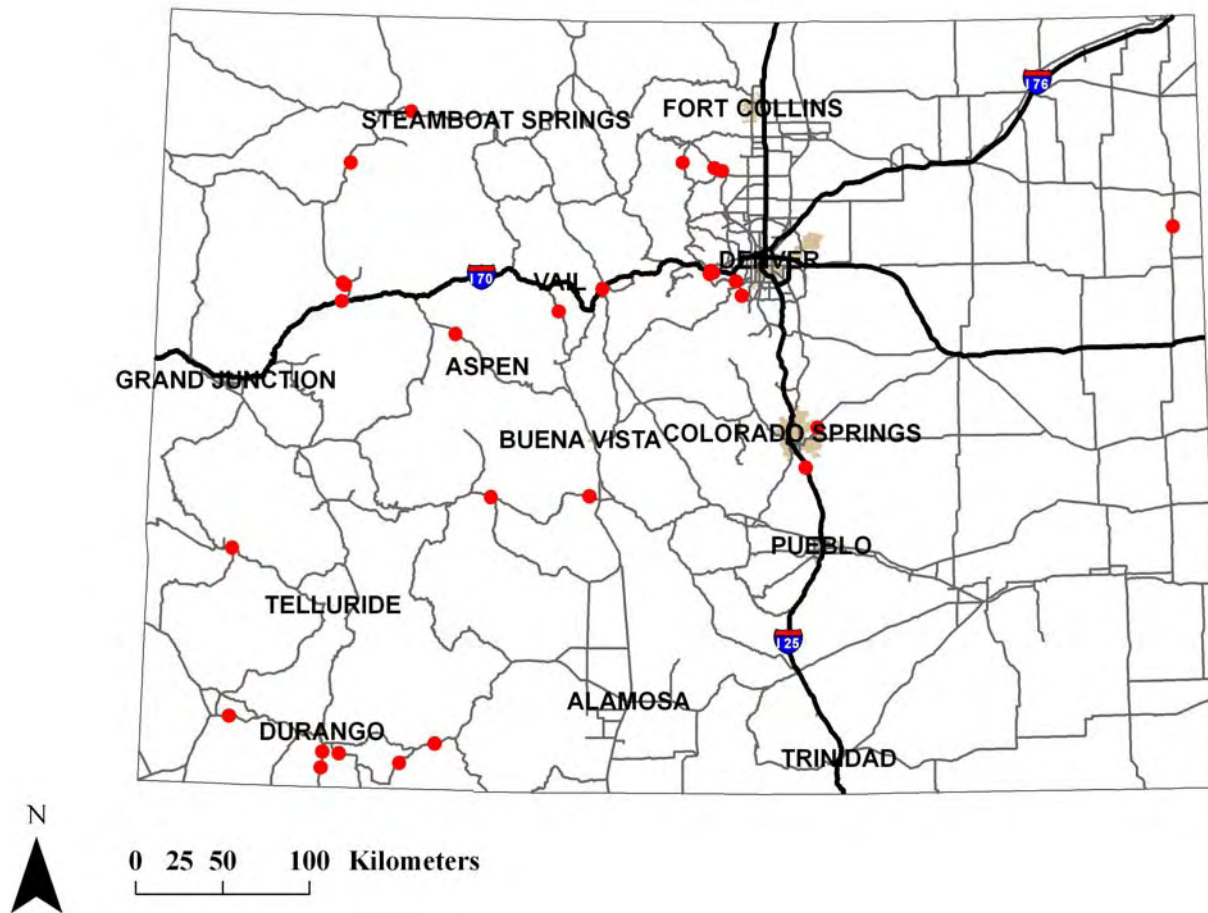 I 76
FORT COLLINS
STEAMBOAT SPRINGS
DENVER
I 70
VAIL
ASPEN
GRAND JUNCTION
BUENA VISTA
COLORADO SPRINGS
PUEBLO
TELLURIDE
I 25
ALAMOSA
DURANGO
TRINIDAD
N
0 25 50 100 Kilometers